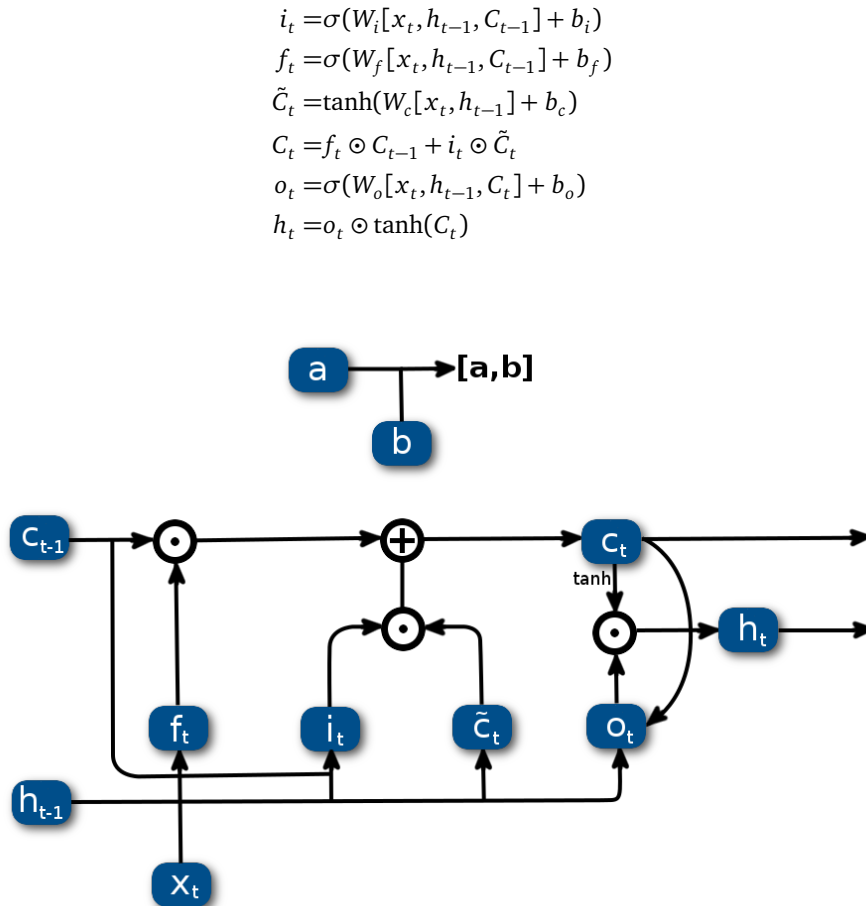 i_t = σ(W_i[x_t, h_{t−1}, C_{t−1}] + b_i)
f_t = σ(W_f[x_t, h_{t−1}, C_{t−1}] + b_f)
C̃_t = tanh(W_c[x_t, h_{t−1}] + b_c)
C_t = f_t ⊙ C_{t−1} + i_t ⊙ C̃_t
o_t = σ(W_o[x_t, h_{t−1}, C_t] + b_o)
h_t = o_t ⊙ tanh(C_t)
a [a,b]
b
c_{t-1} ⊙ + c_t
tanh
⊙ ⊙ h_t
f_t i_t c̃_t o_t
h_{t-1}
x_t